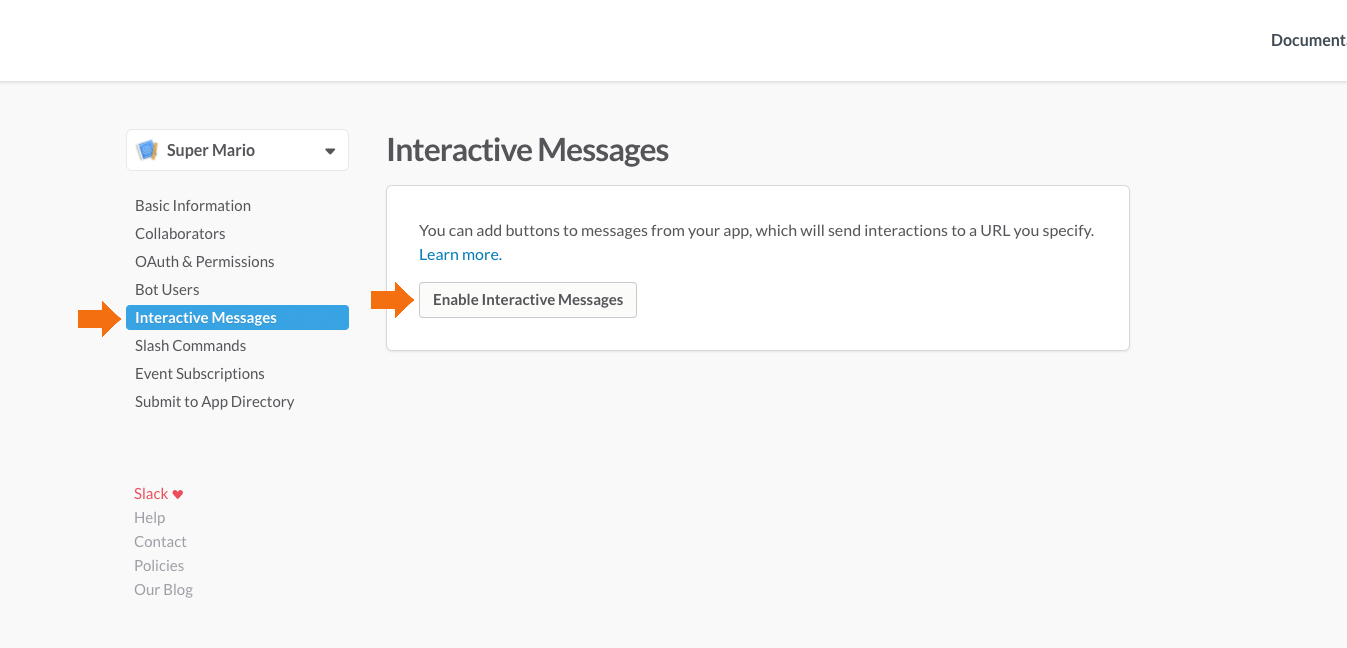 Documenta
Super Mario
Basic Information
Collaborators
OAuth & Permissions
Bot Users
Interactive Messages
Slash Commands
Event Subscriptions
Submit to App Directory
Slack ♥
Help
Contact
Policies
Our Blog
Interactive Messages
You can add buttons to messages from your app, which will send interactions to a URL you specify.
Learn more.
Enable Interactive Messages